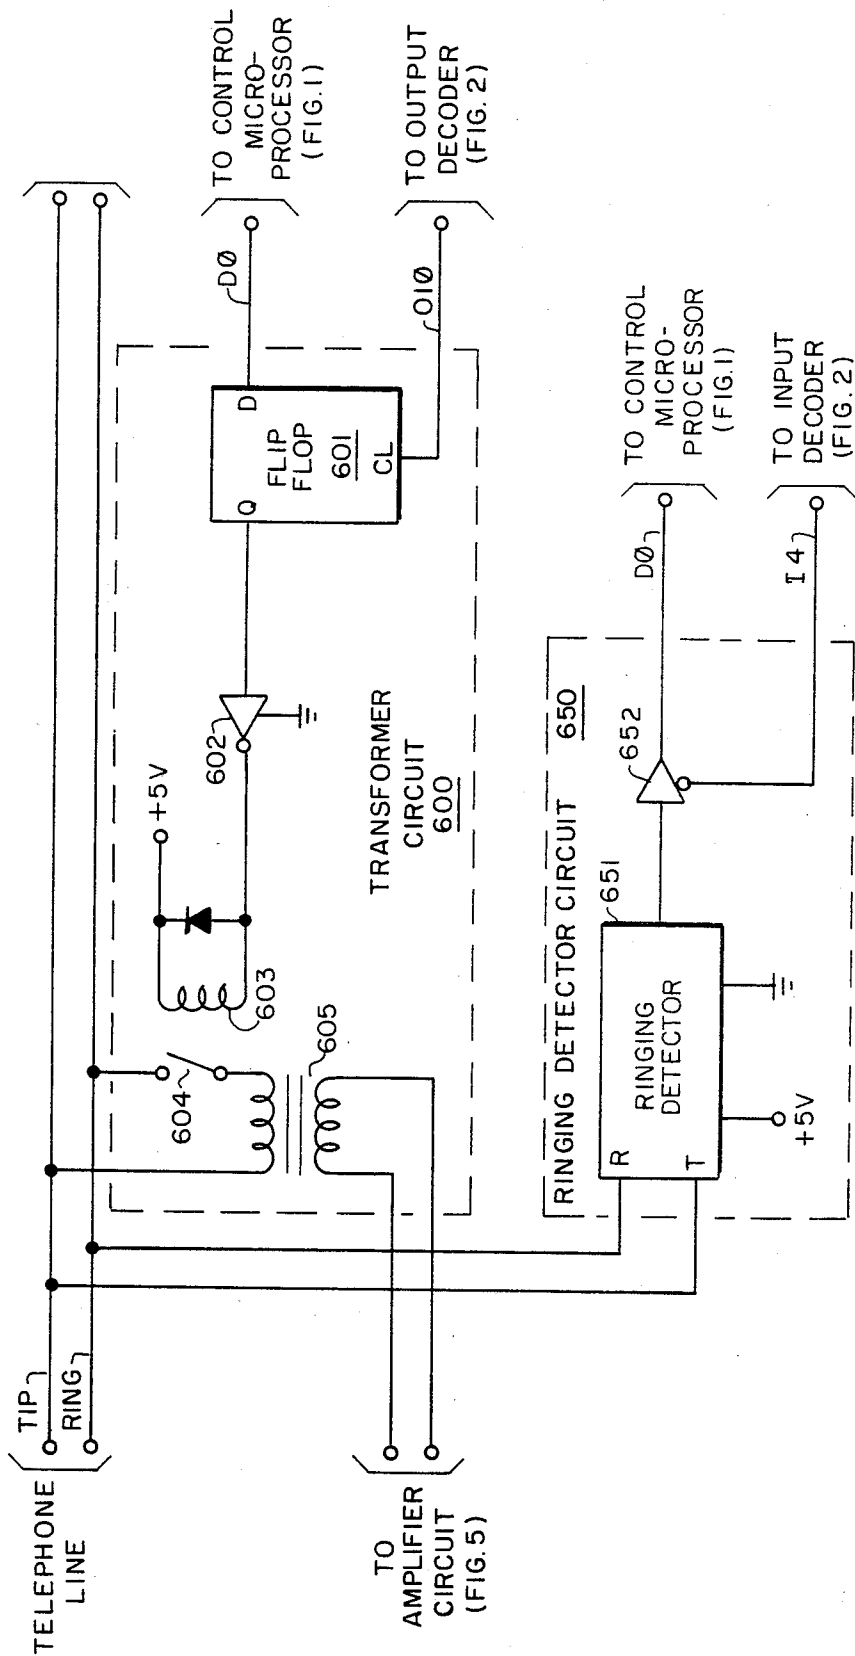 TELEPHONE
LINE
TIP
RING
TO
AMPLIFIER
CIRCUIT
(FIG. 5)
604
605
603
+5V
602
TRANSFORMER
CIRCUIT
600
Q
D
FLIP
FLOP
601
CL
DØ
O1Ø
TO CONTROL
MICRO-
PROCESSOR
(FIG. 1)
TO OUTPUT
DECODER
(FIG. 2)
RINGING DETECTOR CIRCUIT 650
R
T
RINGING
DETECTOR
651
+5V
652
DØ
I4
TO CONTROL
MICRO-
PROCESSOR
(FIG. 1)
TO INPUT
DECODER
(FIG. 2)